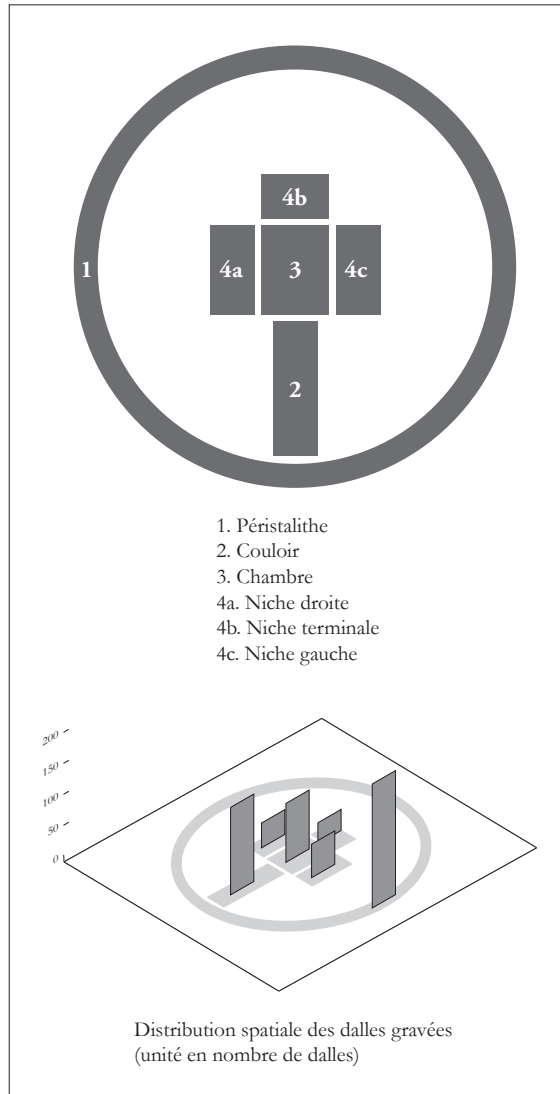 4b
1
4a
3
4c
2
1. Péristalithe
2. Couloir
3. Chambre
4a. Niche droite
4b. Niche terminale
4c. Niche gauche
200
150
100
50
0
Distribution spatiale des dalles gravées
(unité en nombre de dalles)